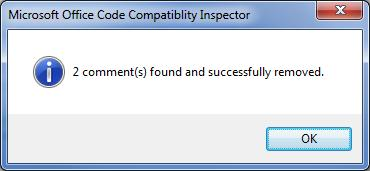 Microsoft Office Code Compatiblity Inspector
2 comment(s) found and successfully removed.
OK